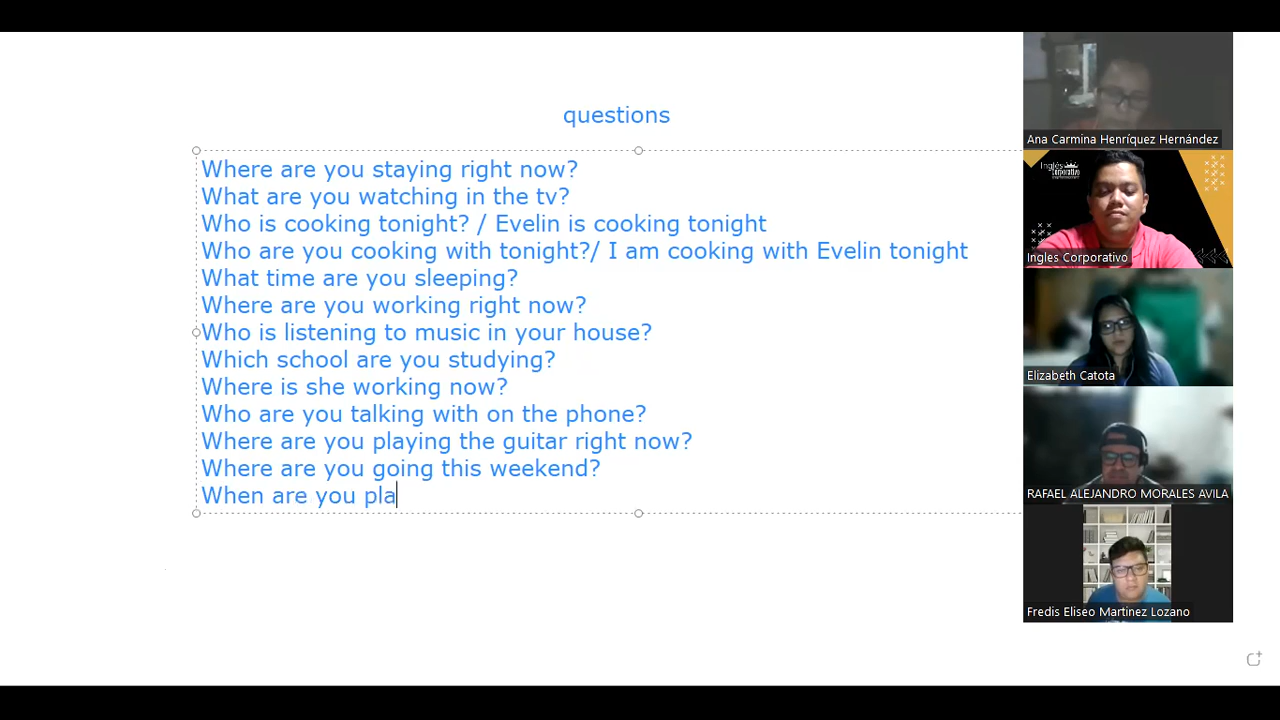 questions
Where are you staying right now?
What are you watching in the tv?
Who is cooking tonight? / Evelin is cooking tonight
Who are you cooking with tonight?/ I am cooking with Evelin tonight
What time are you sleeping?
Where are you working right now?
Who is listening to music in your house?
Which school are you studying?
Where is she working now?
Who are you talking with on the phone?
Where are you playing the guitar right now?
Where are you going this weekend?
When are you pla
Ana Carmina Henríquez Hernández
Inglés
Corporativo
Ingles Corporativo
Elizabeth Catota
RAFAEL ALEJANDRO MORALES AVILA
Fredis Eliseo Martinez Lozano